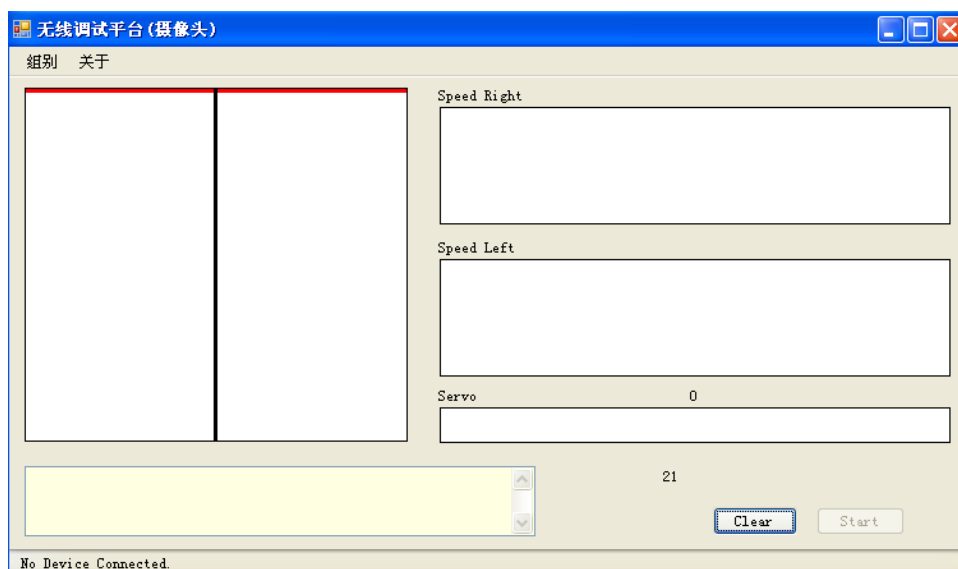 无线调试平台(摄像头)
组别 关于
Speed Right
Speed Left
Servo 0
21
Clear Start
No Device Connected.